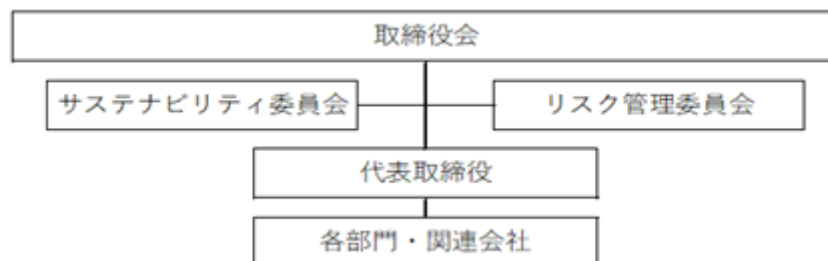 取締役会
サステナビリティ委員会
リスク管理委員会
代表取締役
各部門・関連会社